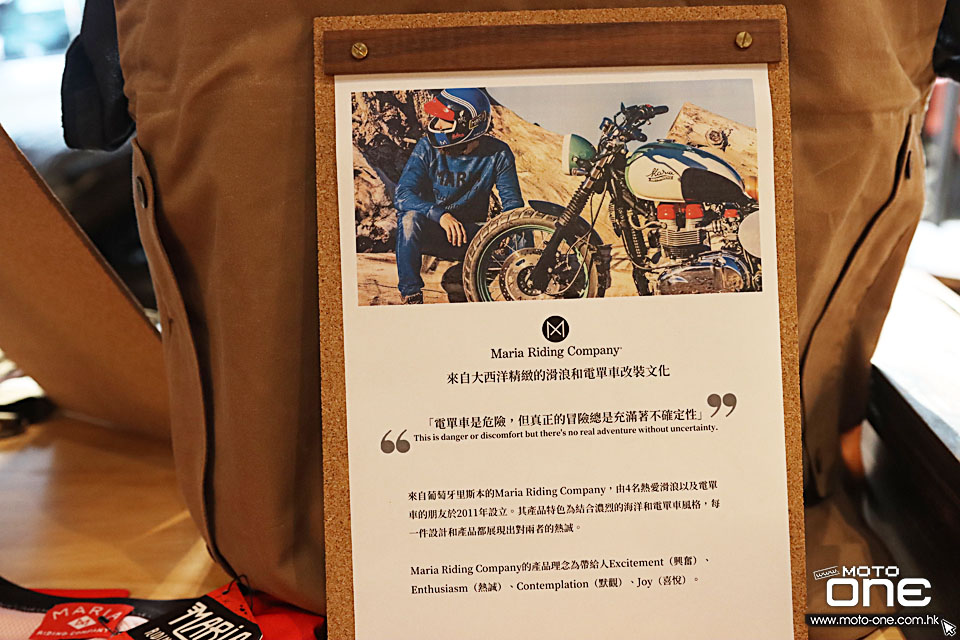 MARIA
Maria
Maria Riding Company
來自大西洋精緻的滑浪和電單車改裝文化
「電單車是危險，但真正的冒險總是充滿著不確定性」
This is danger or discomfort but there's no real adventure without uncertainty.
來自葡萄牙里斯本的Maria Riding Company，由4名熱愛滑浪以及電單
車的朋友於2011年設立。其產品特色為結合濃烈的海洋和電單車風格，每
一件設計和產品都展現出對兩者的熱誠。
Maria Riding Company的產品理念為帶給人Excitement（興奮）、
Enthusiasm（熱誠）、Contemplation（默觀）、Joy（喜悅）。
MARIA
RIDING COMPANY
MARIA
www.
MOTO
ONE
www.moto-one.com.hk